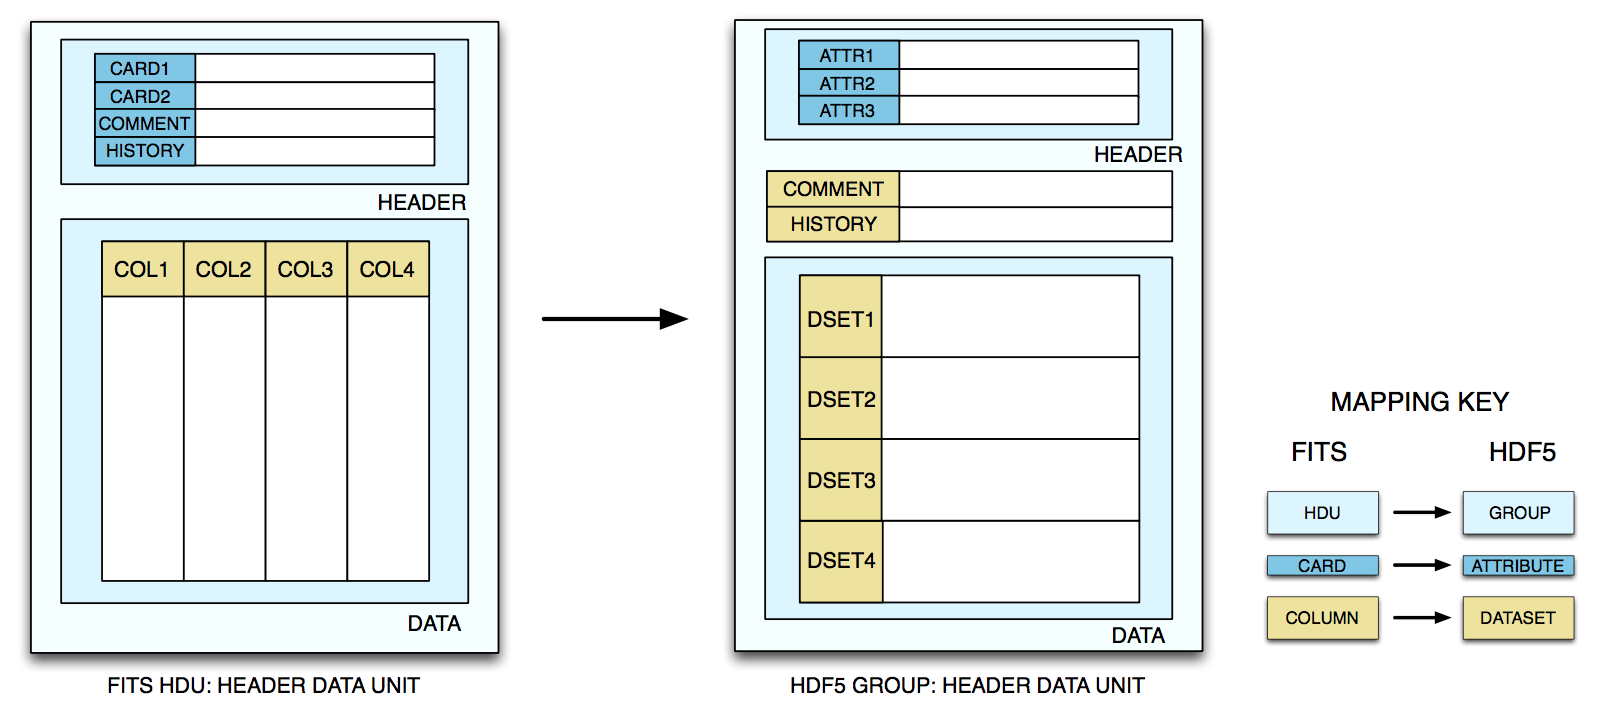 CARD1
CARD2
COMMENT
HISTORY
HEADER
COL1 COL2 COL3 COL4
DATA
FITS HDU: HEADER DATA UNIT
ATTR1
ATTR2
ATTR3
HEADER
COMMENT
HISTORY
DSET1
DSET2
DSET3
DSET4
DATA
HDF5 GROUP: HEADER DATA UNIT
MAPPING KEY
FITS HDF5
HDU GROUP
CARD ATTRIBUTE
COLUMN DATASET